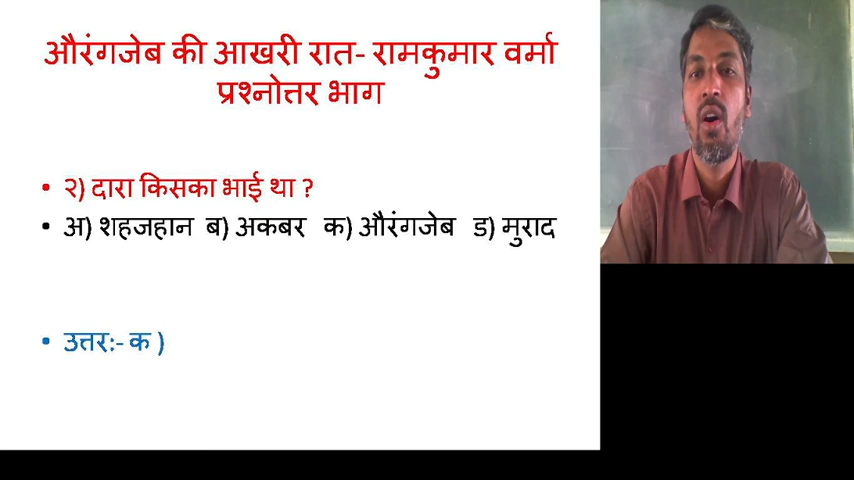 औरंगजेब की आखरी रात- रामकुमार वर्मा
प्रश्नोत्तर भाग
• २) दारा किसका भाई था ?
• अ) शहजहान ब) अकबर क) औरंगजेब ड) मुराद
• उत्तर:- क )